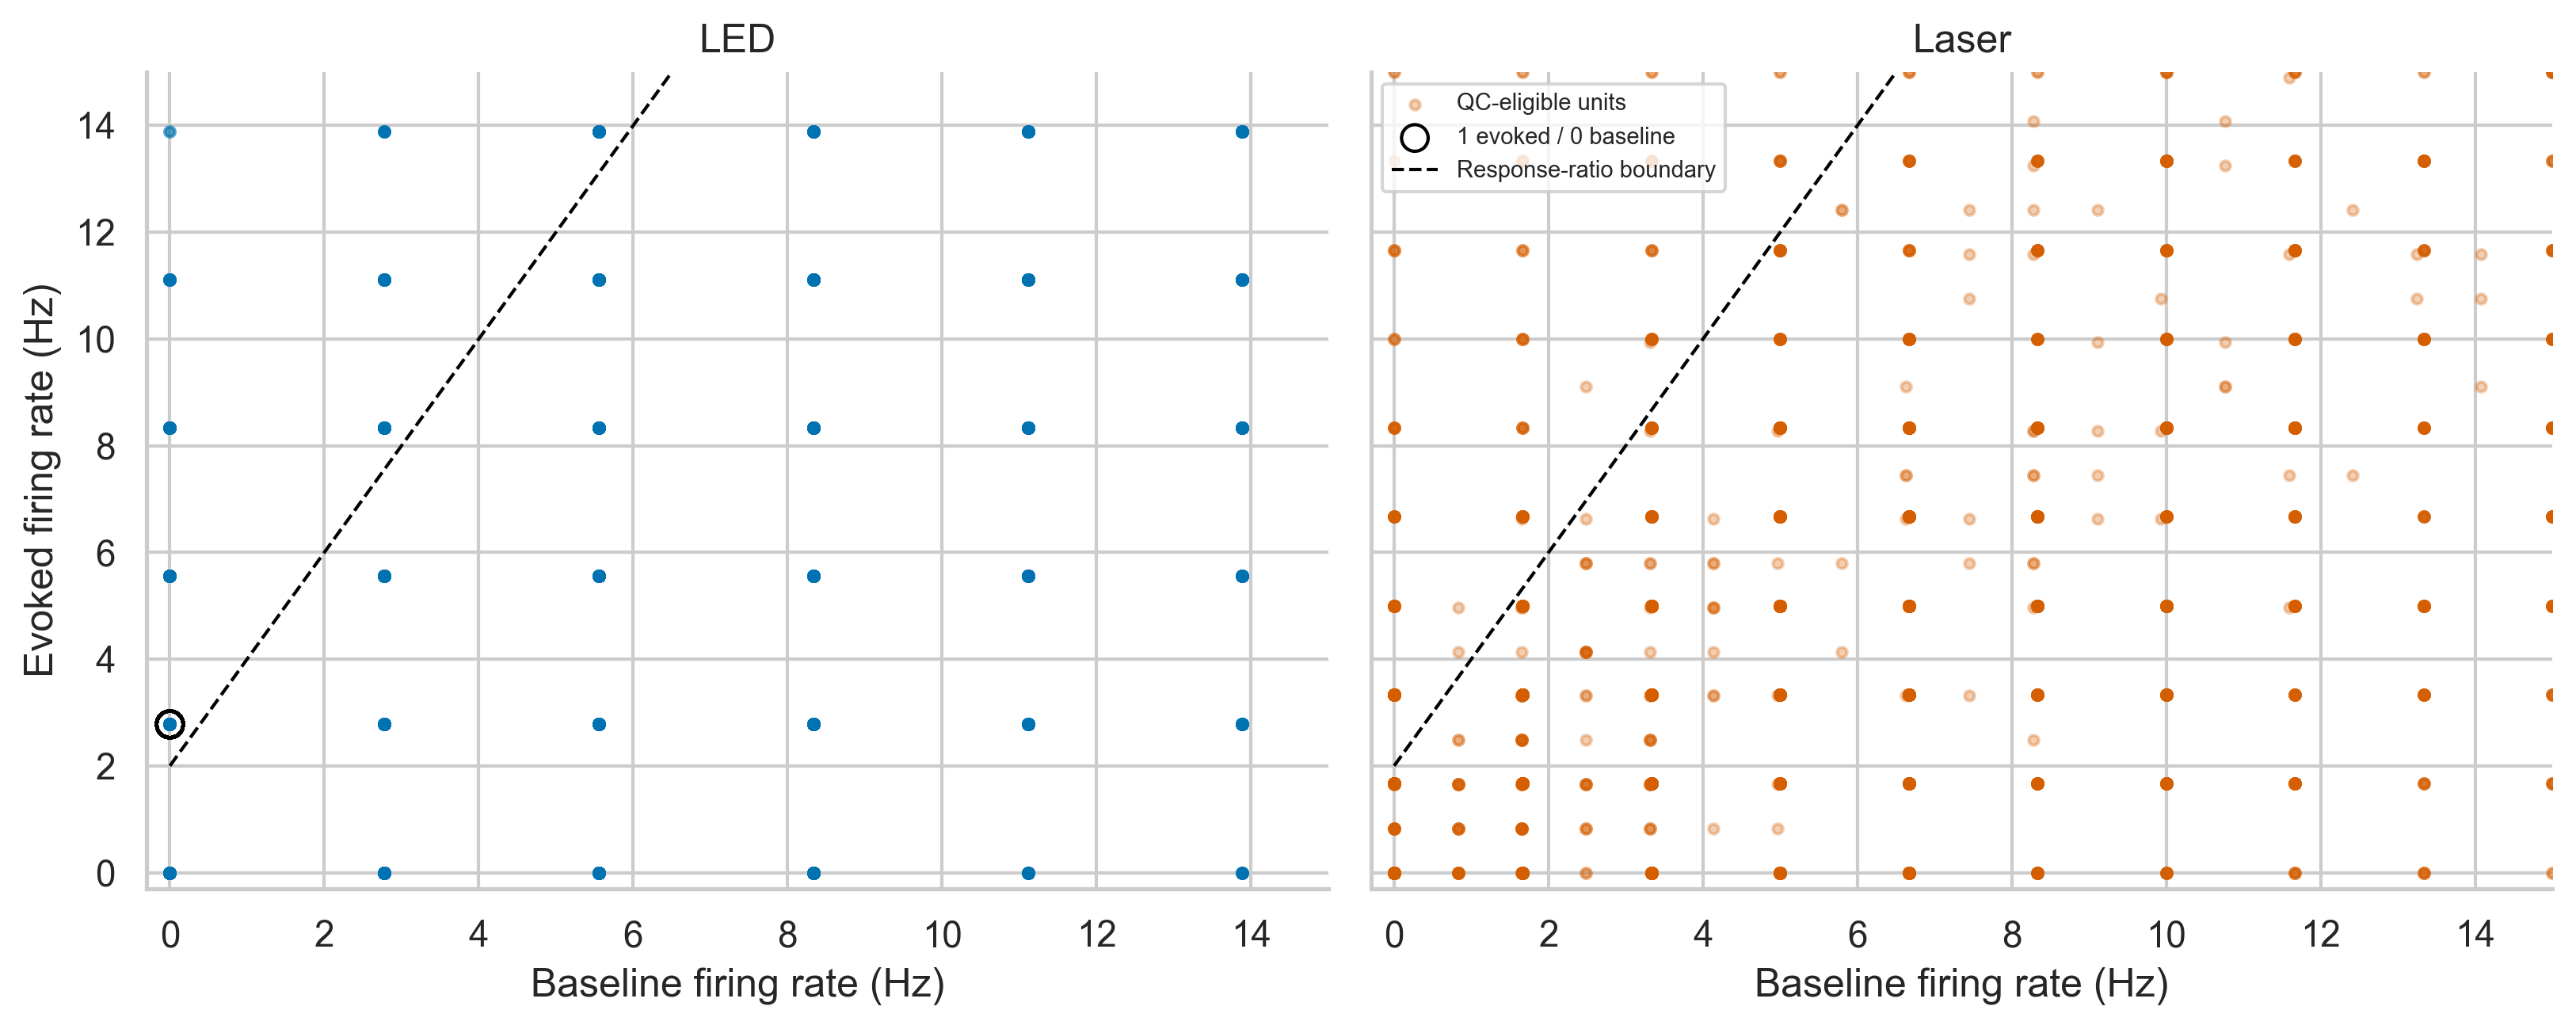 LED
Laser
14
12
10
8
6
4
2
0
Evoked firing rate (Hz)
0 2 4 6 8 10 12 14
Baseline firing rate (Hz)
QC-eligible units
1 evoked / 0 baseline
Response-ratio boundary
0 2 4 6 8 10 12 14
Baseline firing rate (Hz)